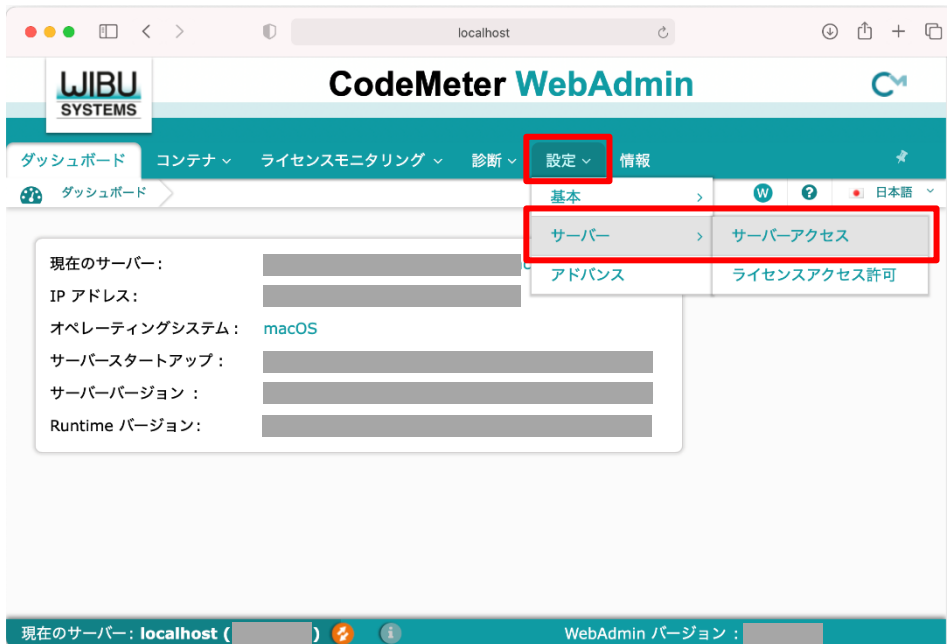 localhost
WIBU
SYSTEMS
CodeMeter WebAdmin
CM
ダッシュボード コンテナ ライセンスモニタリング 診断 設定 情報
ダッシュボード
W ? 日本語
基本
サーバー サーバーアクセス
アドバンス ライセンスアクセス許可
現在のサーバー:
IP アドレス:
オペレーティングシステム: macOS
サーバースタートアップ:
サーバーバージョン :
Runtime バージョン:
現在のサーバー: localhost ( ) i WebAdmin バージョン :